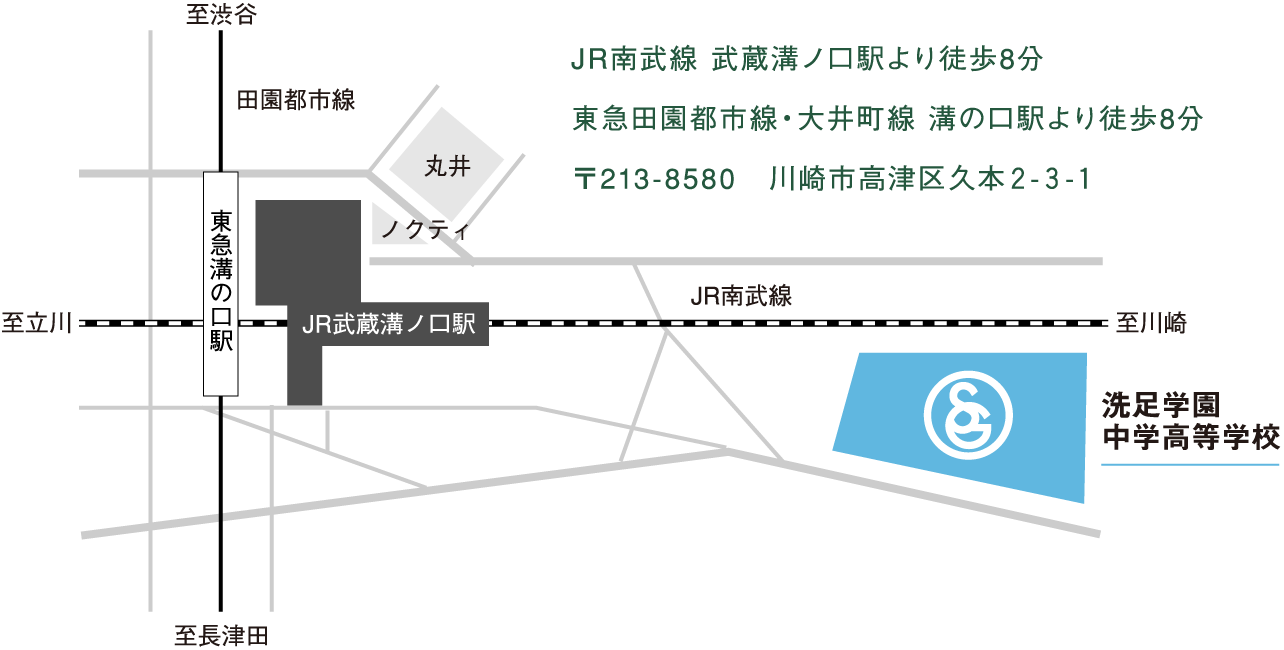 至渋谷
JR南武線 武蔵溝ノ口駅より徒歩8分
田園都市線
東急田園都市線・大井町線 溝の口駅より徒歩8分
丸井
〒213-8580　川崎市高津区久本2-3-1
ノクティ
東急溝の口駅
JR南武線
至立川
JR武蔵溝ノ口駅
至川崎
洗足学園
中学高等学校
至長津田